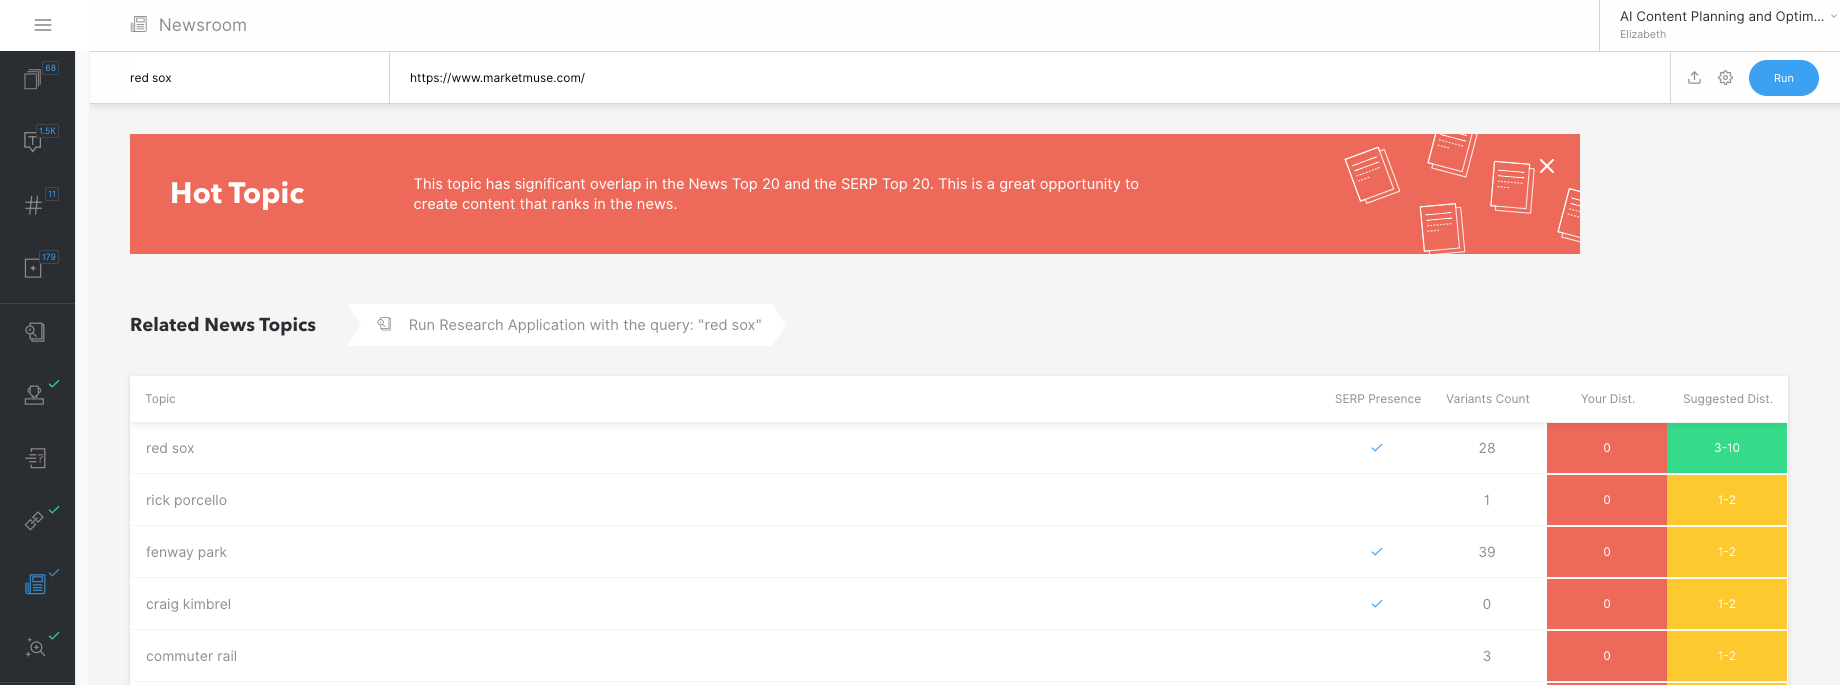 Newsroom
AI Content Planning and Optim...
Elizabeth
red sox
https://www.marketmuse.com/
Run
68
1.5K
11
179
Hot Topic
This topic has significant overlap in the News Top 20 and the SERP Top 20. This is a great opportunity to
create content that ranks in the news.
Related News Topics
Run Research Application with the query: "red sox"
Topic SERP Presence Variants Count Your Dist. Suggested Dist.
red sox 28 0 3-10
rick porcello 1 0 1-2
fenway park 39 0 1-2
craig kimbrel 0 0 1-2
commuter rail 3 0 1-2